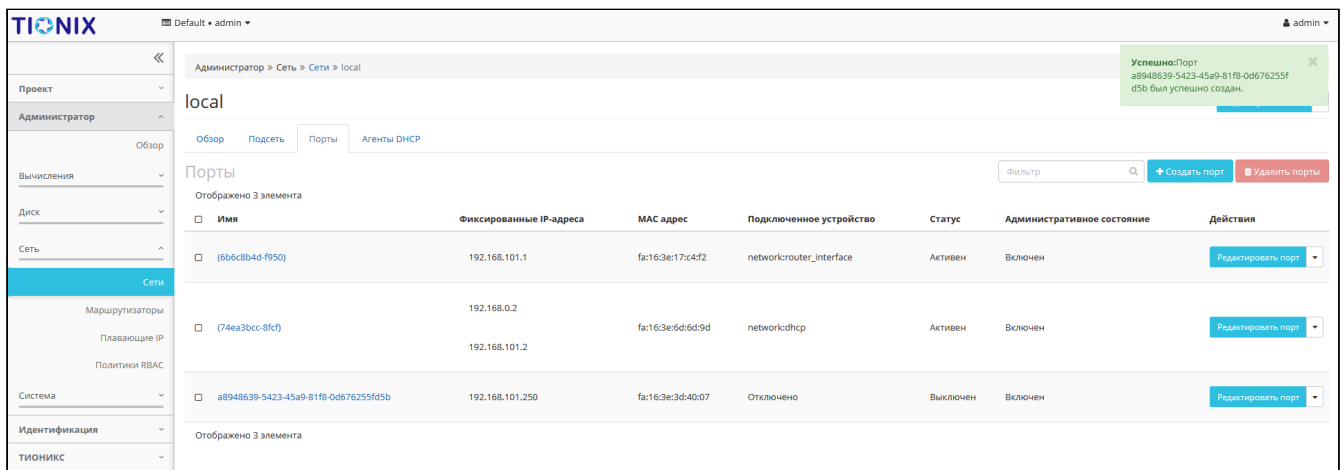 TIONIX
Default • admin
admin
Администратор » Сеть » Сети » local
Успешно:Порт
a8948639-5423-45a9-81f8-0d676255f
d5b был успешно создан.
Проект
Администратор
Обзор
Вычисления
Диск
Сеть
Сети
Маршрутизаторы
Плавающие IP
Политики RBAC
Система
Идентификация
ТИОНИКС
local
Обзор Подсеть Порты Агенты DHCP
Порты
Фильтр
Создать порт
Удалить порты
Отображено 3 элемента
Имя Фиксированные IP-адреса MAC адрес Подключенное устройство Статус Административное состояние Действия
(6b6c8b4d-f950) 192.168.101.1 fa:16:3e:17:c4:f2 network:router_interface Активен Включен Редактировать порт
192.168.0.2
(74ea3bcc-8fcf) fa:16:3e:6d:6d:9d network:dhcp Активен Включен Редактировать порт
192.168.101.2
a8948639-5423-45a9-81f8-0d676255fd5b 192.168.101.250 fa:16:3e:3d:40:07 Отключено Выключен Включен Редактировать порт
Отображено 3 элемента